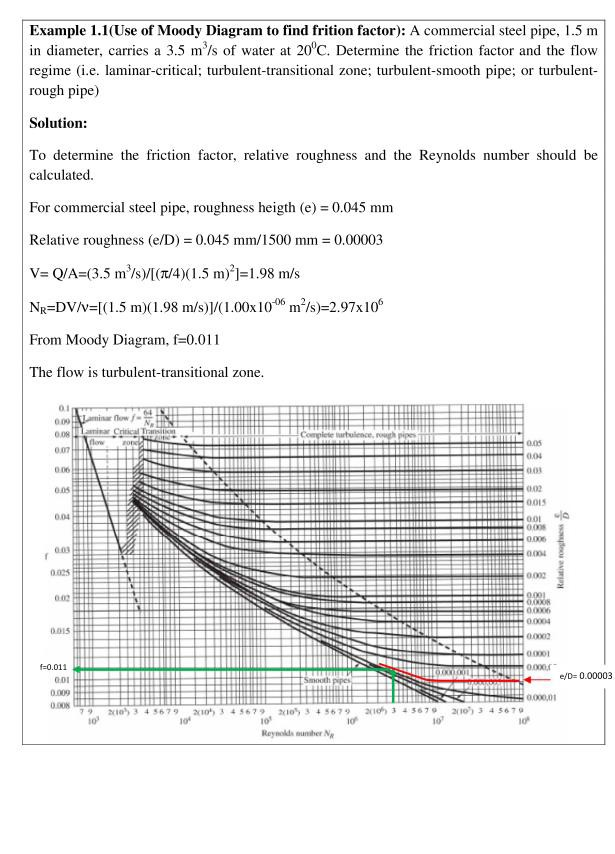 Example 1.1(Use of Moody Diagram to find frition factor): A commercial steel pipe, 1.5 m
in diameter, carries a 3.5 m³/s of water at 20⁰C. Determine the friction factor and the flow
regime (i.e. laminar-critical; turbulent-transitional zone; turbulent-smooth pipe; or turbulent-
rough pipe)
Solution:
To determine the friction factor, relative roughness and the Reynolds number should be
calculated.
For commercial steel pipe, roughness heigth (e) = 0.045 mm
Relative roughness (e/D) = 0.045 mm/1500 mm = 0.00003
V= Q/A=(3.5 m³/s)/[(π/4)(1.5 m)²]=1.98 m/s
N_R=DV/ν=[(1.5 m)(1.98 m/s)]/(1.00x10⁻⁰⁶ m²/s)=2.97x10⁶
From Moody Diagram, f=0.011
The flow is turbulent-transitional zone.
0.1
0.09
0.08
0.07
0.06
0.05
0.04
0.03
0.025
0.02
0.015
0.01
0.009
0.008
f
f=0.011
Laminar flow f= 64/N_R
Laminar Critical Transition
flow zone zone
Complete turbulence, rough pipes
Smooth pipes
0.000,001
0.05
0.04
0.03
0.02
0.015
0.01
0.008
0.006
0.004
0.002
0.001
0.0008
0.0006
0.0004
0.0002
0.0001
0.000,01
Relative roughness e/D
e/D= 0.00003
7 9 2(10³) 3 4 5 6 7 9 2(10⁴) 3 4 5 6 7 9 2(10⁵) 3 4 5 6 7 9 2(10⁶) 3 4 5 6 7 9 2(10⁷) 3 4 5 6 7 9
10³ 10⁴ 10⁵ 10⁶ 10⁷ 10⁸
Reynolds number N_R